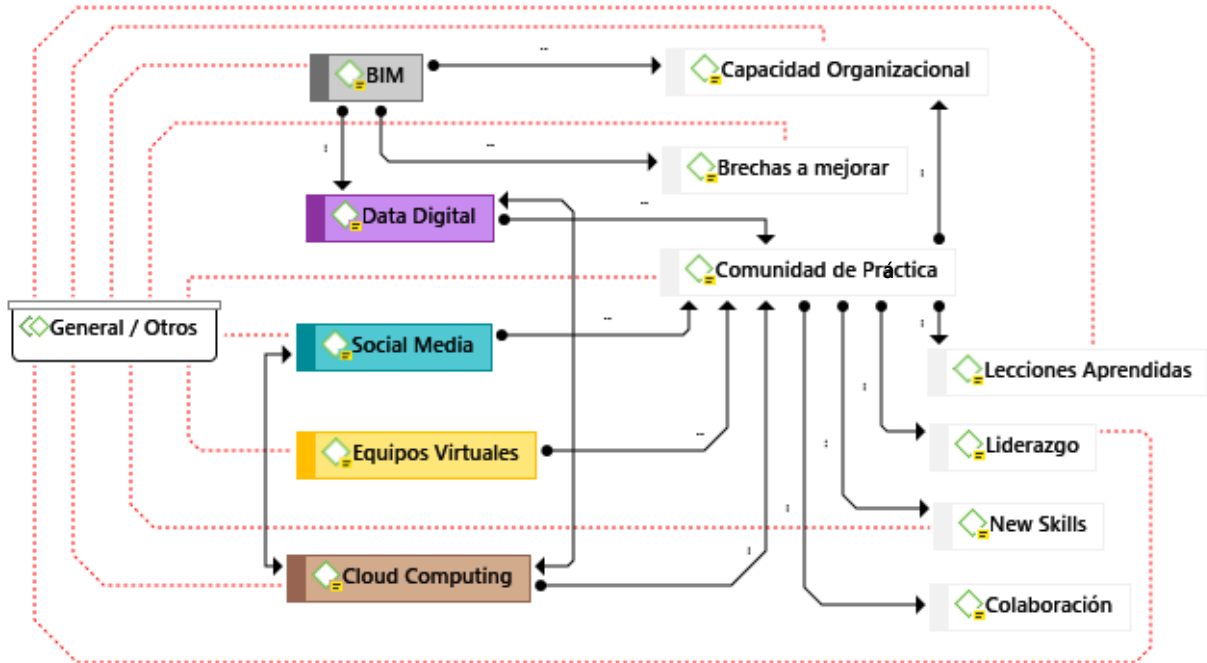 BIM
Capacidad Organizacional
Brechas a mejorar
Data Digital
Comunidad de Práctica
General / Otros
Social Media
Lecciones Aprendidas
Equipos Virtuales
Liderazgo
New Skills
Cloud Computing
Colaboración